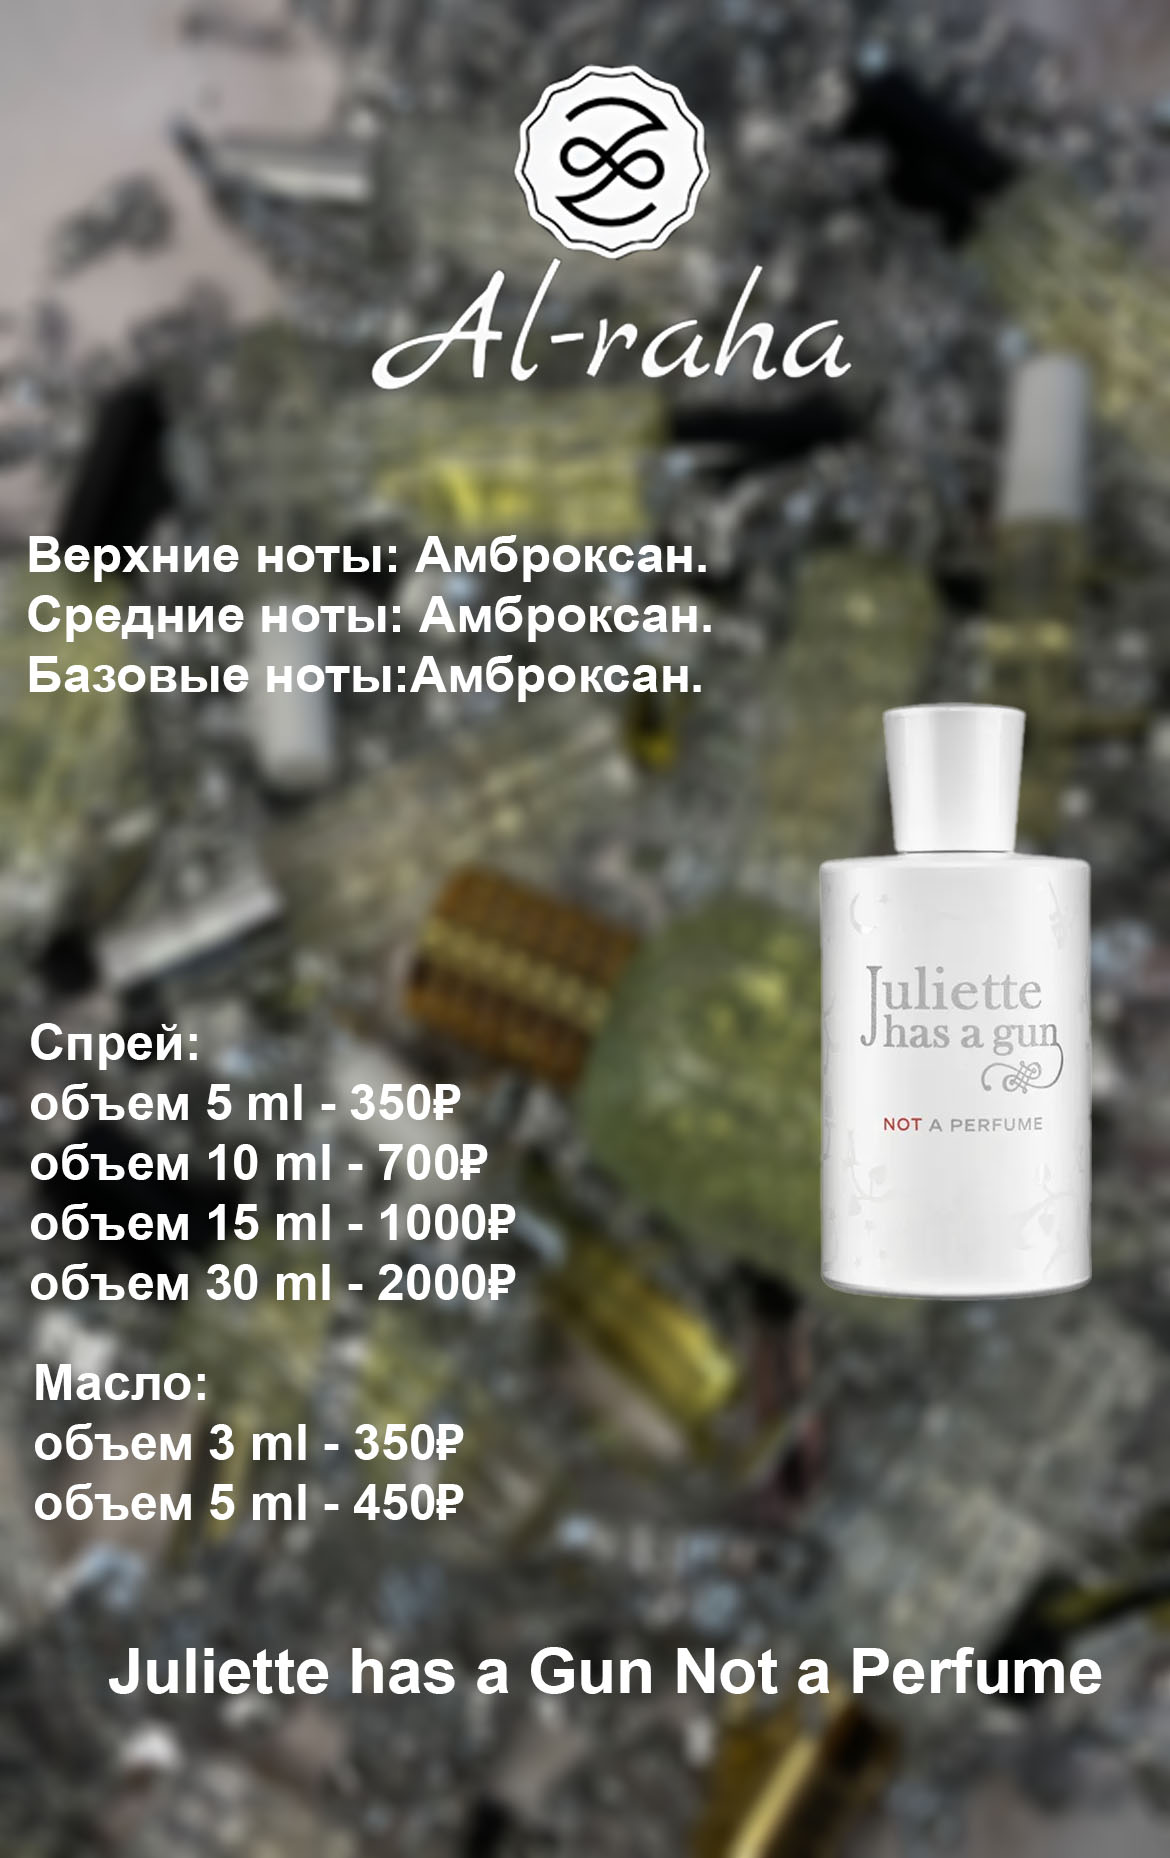 Al-raha
Верхние ноты: Амброксан.
Средние ноты: Амброксан.
Базовые ноты:Амброксан.
Juliette
has a gun
NOT A PERFUME
Спрей:
объем 5 ml - 350₽
объем 10 ml - 700₽
объем 15 ml - 1000₽
объем 30 ml - 2000₽
Масло:
объем 3 ml - 350₽
объем 5 ml - 450₽
Juliette has a Gun Not a Perfume